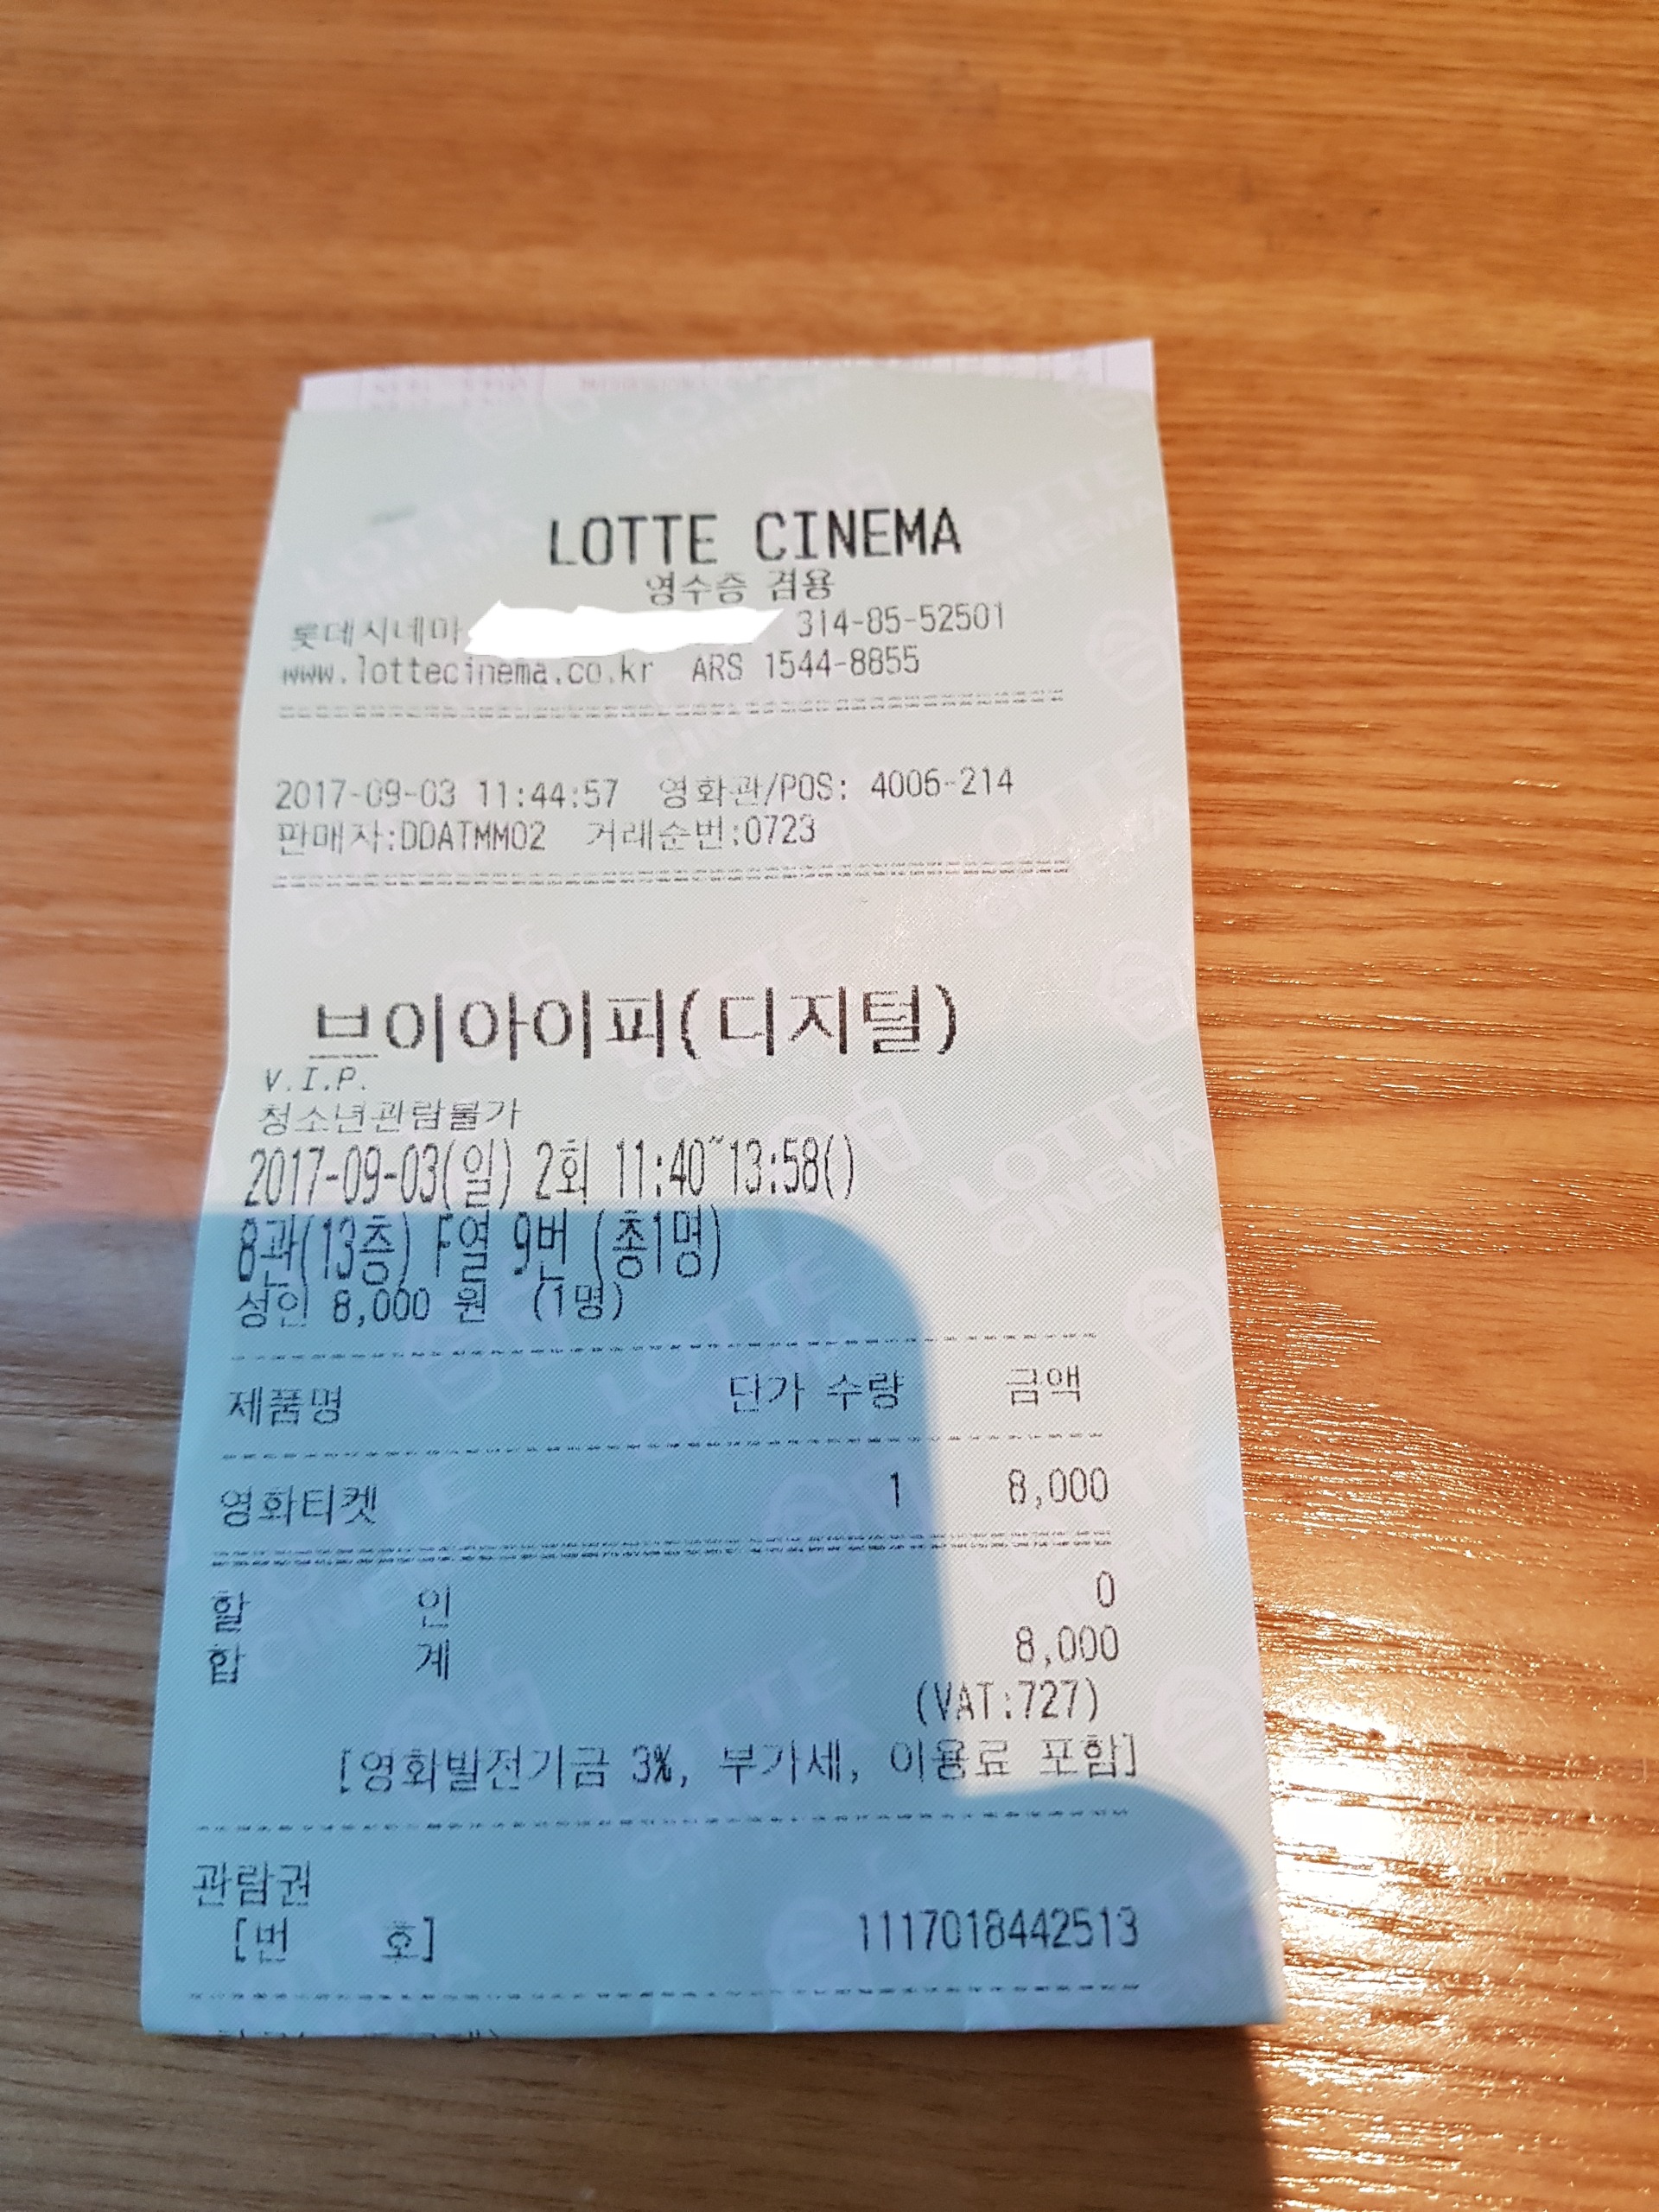 LOTTE CINEMA
영수증 겸용
롯데시네마 314-85-52501
www.lottecinema.co.kr ARS 1544-8855
2017-09-03 11:44:57 영화관/POS: 4006-214
판매자:DDATMM02 거래순번:0723
브이아이피(디지털)
V.I.P.
청소년관람불가
2017-09-03(일) 2회 11:40~13:58()
8관(13층) F열 9번 (총1명)
성인 8,000 원 (1명)
제품명 단가 수량 금액
영화티켓 1 8,000
할 인 0
합 계 8,000
(VAT:727)
[영화발전기금 3%, 부가세, 이용료 포함]
관람권
[번 호] 1117018442513